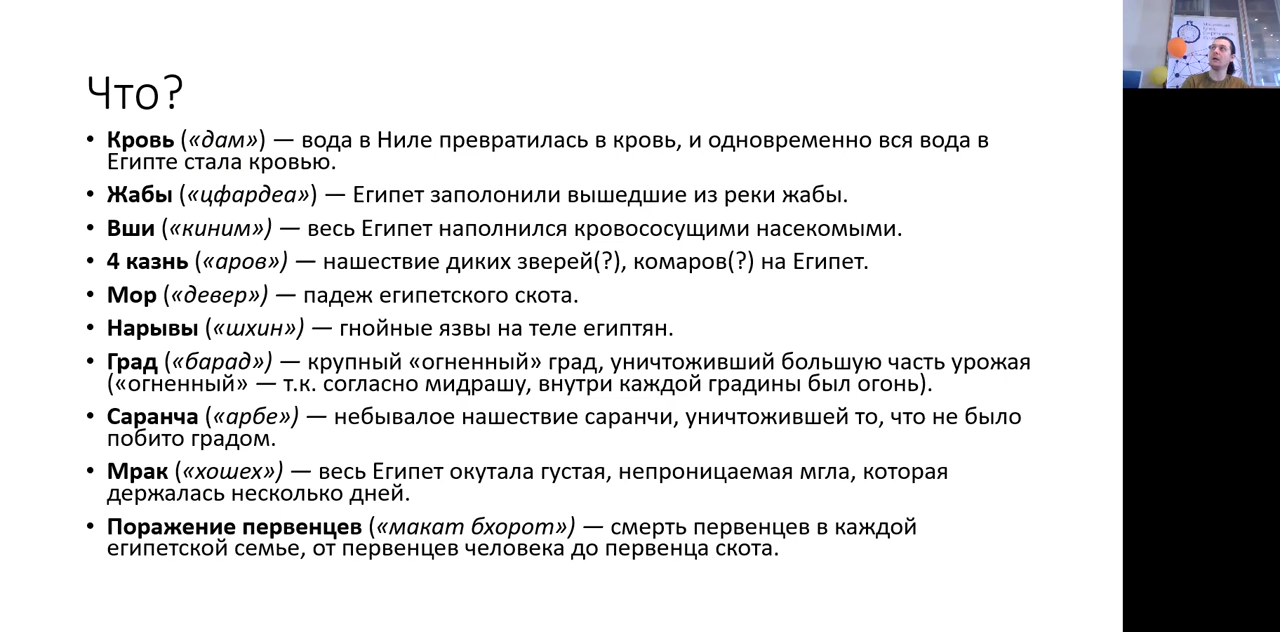 Что?
• Кровь («дам») — вода в Ниле превратилась в кровь, и одновременно вся вода в
Египте стала кровью.
• Жабы («цфардеа») — Египет заполонили вышедшие из реки жабы.
• Вши («киним») — весь Египет наполнился кровососущими насекомыми.
• 4 казнь («аров») — нашествие диких зверей(?), комаров(?) на Египет.
• Мор («девер») — падеж египетского скота.
• Нарывы («шхин») — гнойные язвы на теле египтян.
• Град («барад») — крупный «огненный» град, уничтоживший большую часть урожая
(«огненный» — т.к. согласно мидрашу, внутри каждой градины был огонь).
• Саранча («арбе») — небывалое нашествие саранчи, уничтожившей то, что не было
побито градом.
• Мрак («хошех») — весь Египет окутала густая, непроницаемая мгла, которая
держалась несколько дней.
• Поражение первенцев («макат бхорот») — смерть первенцев в каждой
египетской семье, от первенцев человека до первенца скота.